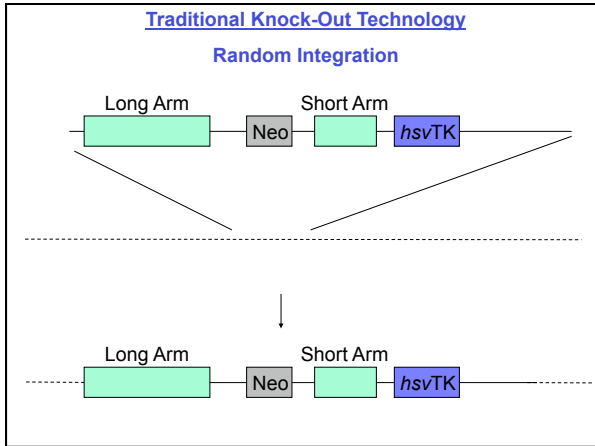 Traditional Knock-Out Technology
Random Integration
Long Arm Short Arm
Neo hsvTK
Long Arm Short Arm
Neo hsvTK